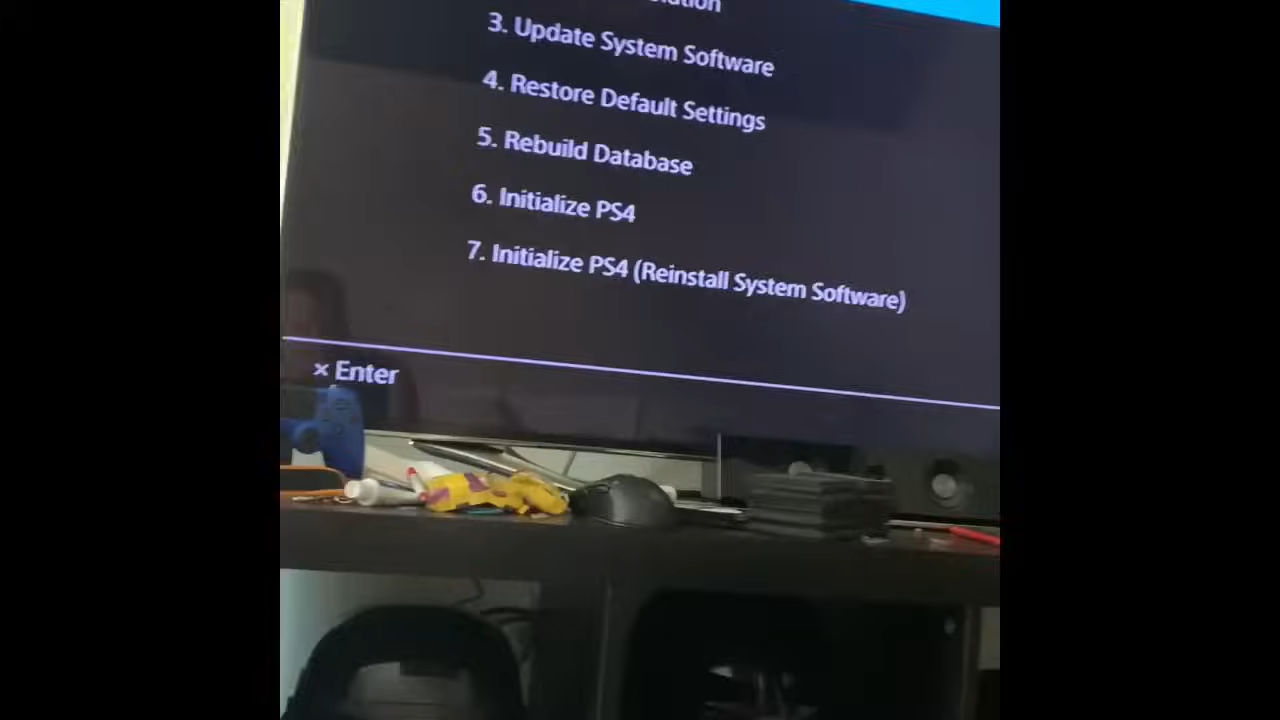 3. Update System Software
4. Restore Default Settings
5. Rebuild Database
6. Initialize PS4
7. Initialize PS4 (Reinstall System Software)
× Enter